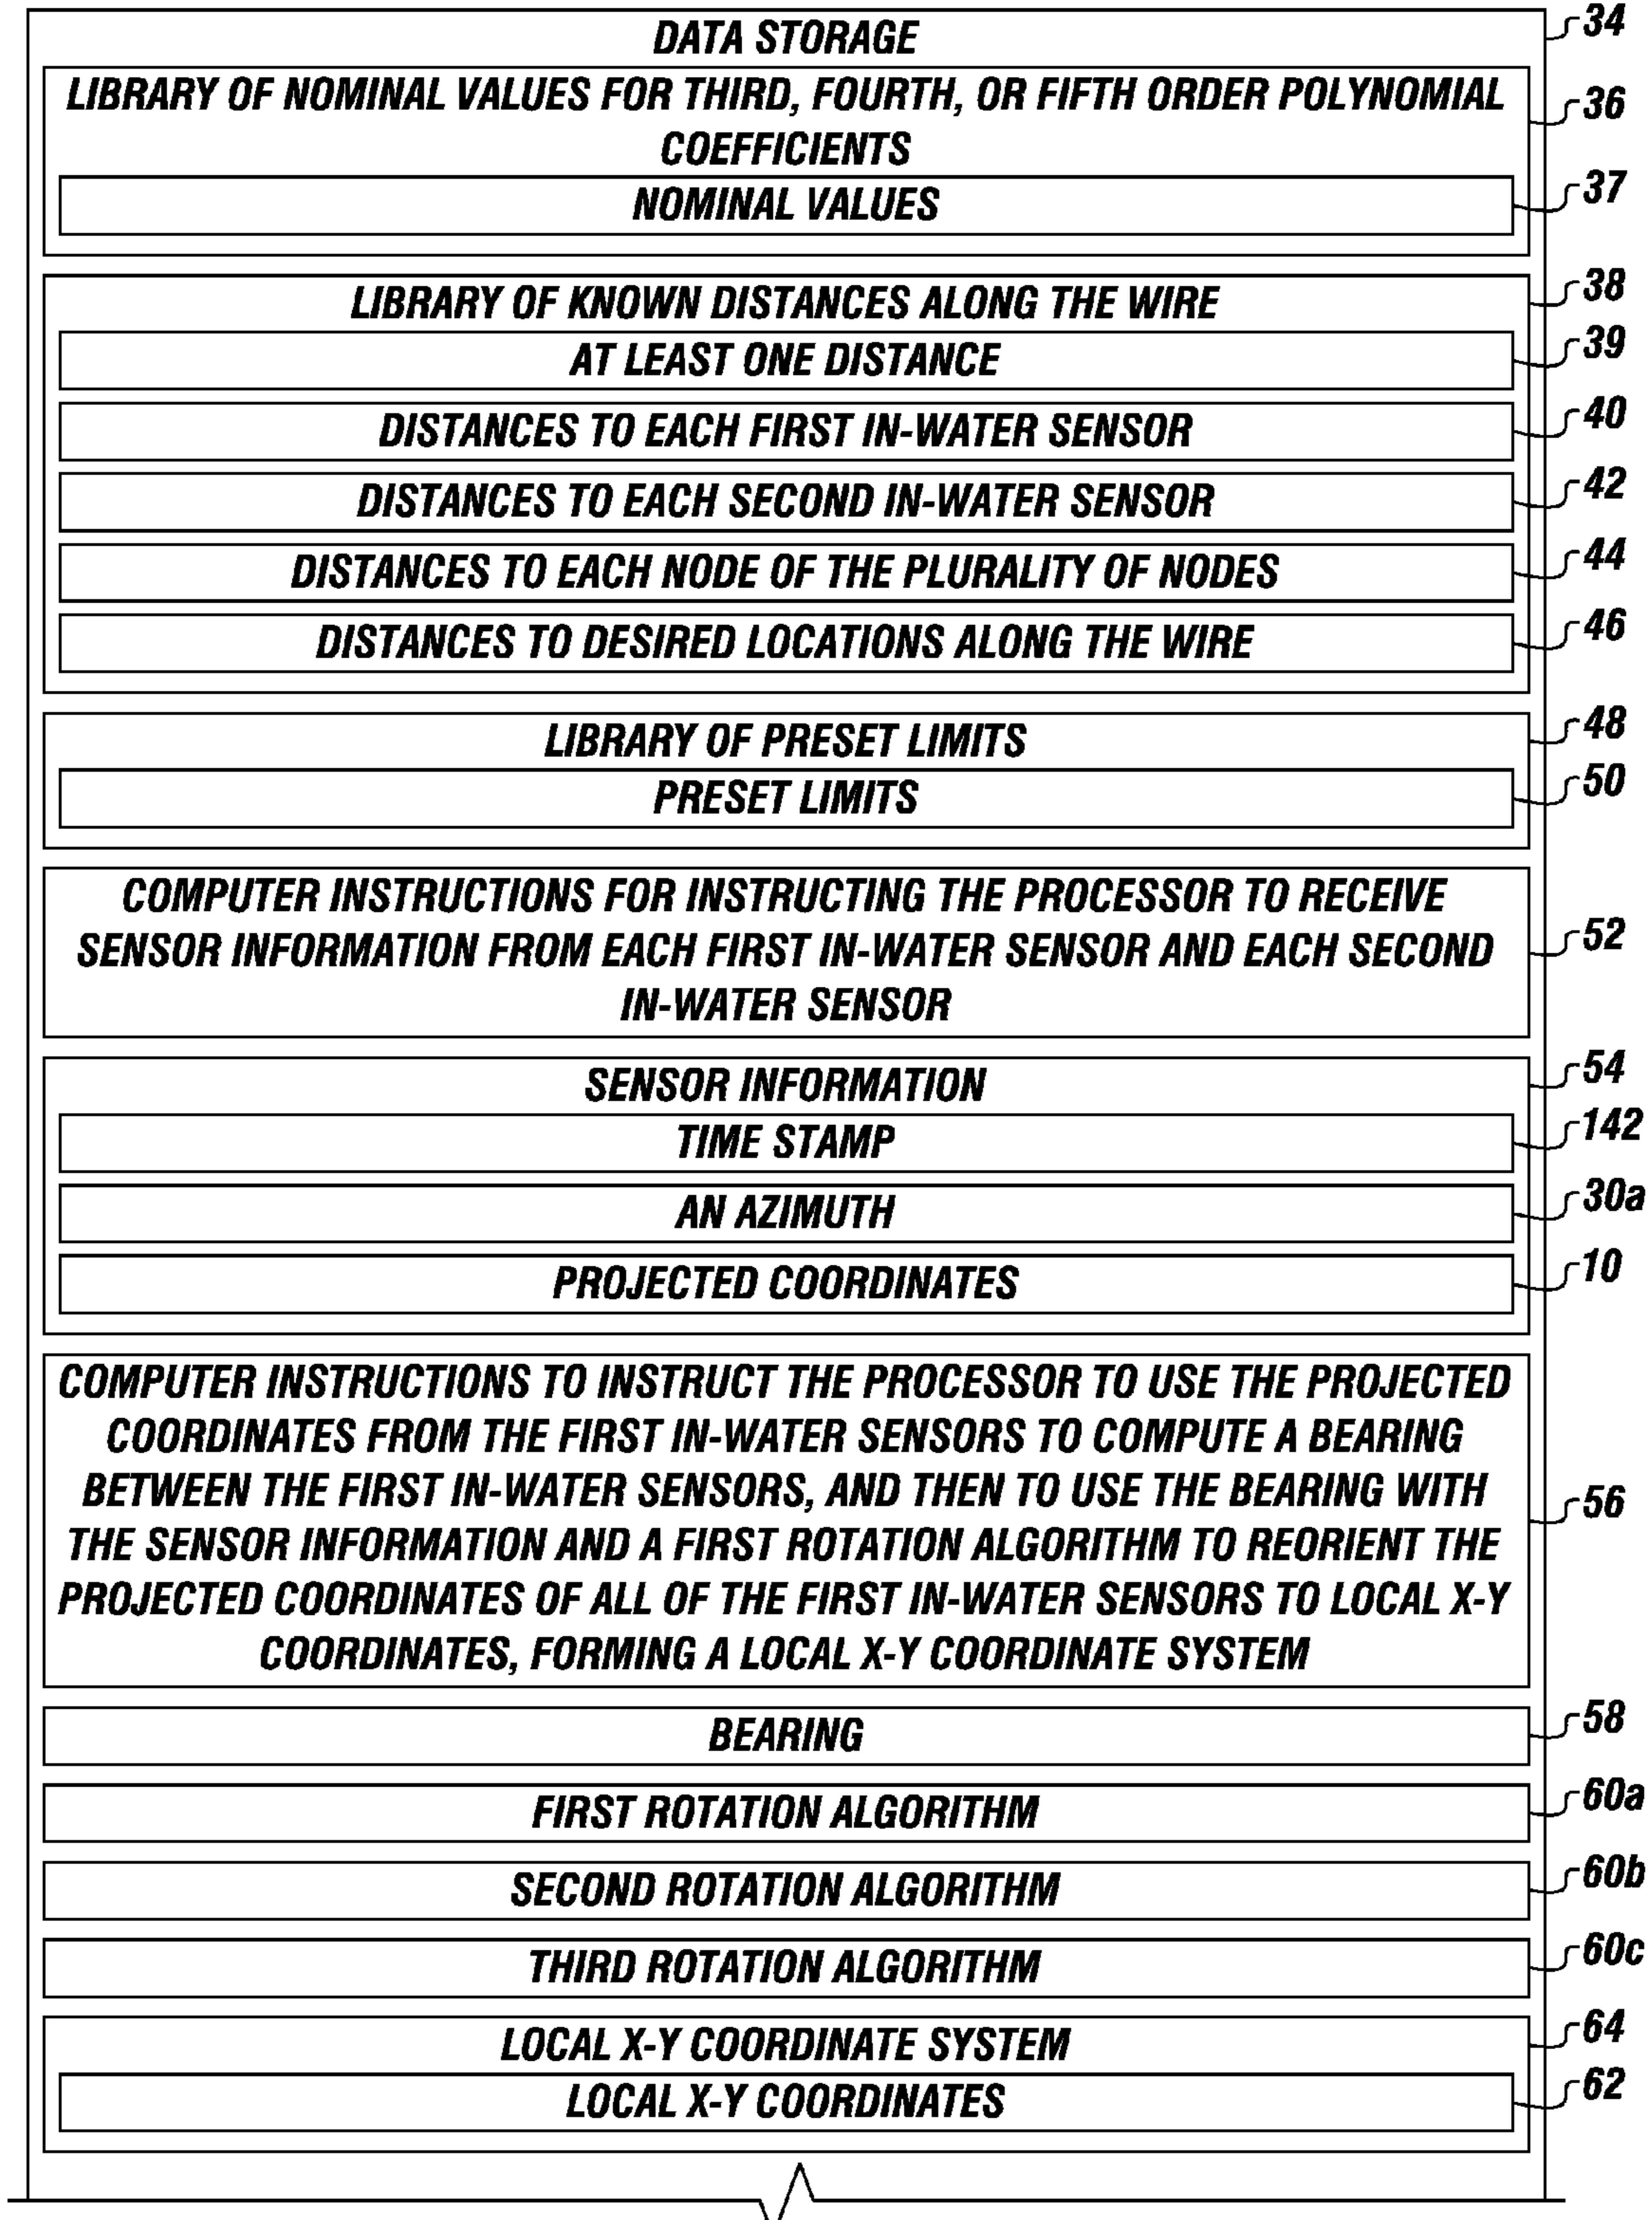 DATA STORAGE 34
LIBRARY OF NOMINAL VALUES FOR THIRD, FOURTH, OR FIFTH ORDER POLYNOMIAL 36
COEFFICIENTS
NOMINAL VALUES 37
LIBRARY OF KNOWN DISTANCES ALONG THE WIRE 38
AT LEAST ONE DISTANCE 39
DISTANCES TO EACH FIRST IN-WATER SENSOR 40
DISTANCES TO EACH SECOND IN-WATER SENSOR 42
DISTANCES TO EACH NODE OF THE PLURALITY OF NODES 44
DISTANCES TO DESIRED LOCATIONS ALONG THE WIRE 46
LIBRARY OF PRESET LIMITS 48
PRESET LIMITS 50
COMPUTER INSTRUCTIONS FOR INSTRUCTING THE PROCESSOR TO RECEIVE
SENSOR INFORMATION FROM EACH FIRST IN-WATER SENSOR AND EACH SECOND 52
IN-WATER SENSOR
SENSOR INFORMATION 54
TIME STAMP 142
AN AZIMUTH 30a
PROJECTED COORDINATES 10
COMPUTER INSTRUCTIONS TO INSTRUCT THE PROCESSOR TO USE THE PROJECTED
COORDINATES FROM THE FIRST IN-WATER SENSORS TO COMPUTE A BEARING
BETWEEN THE FIRST IN-WATER SENSORS, AND THEN TO USE THE BEARING WITH 56
THE SENSOR INFORMATION AND A FIRST ROTATION ALGORITHM TO REORIENT THE
PROJECTED COORDINATES OF ALL OF THE FIRST IN-WATER SENSORS TO LOCAL X-Y
COORDINATES, FORMING A LOCAL X-Y COORDINATE SYSTEM
BEARING 58
FIRST ROTATION ALGORITHM 60a
SECOND ROTATION ALGORITHM 60b
THIRD ROTATION ALGORITHM 60c
LOCAL X-Y COORDINATE SYSTEM 64
LOCAL X-Y COORDINATES 62